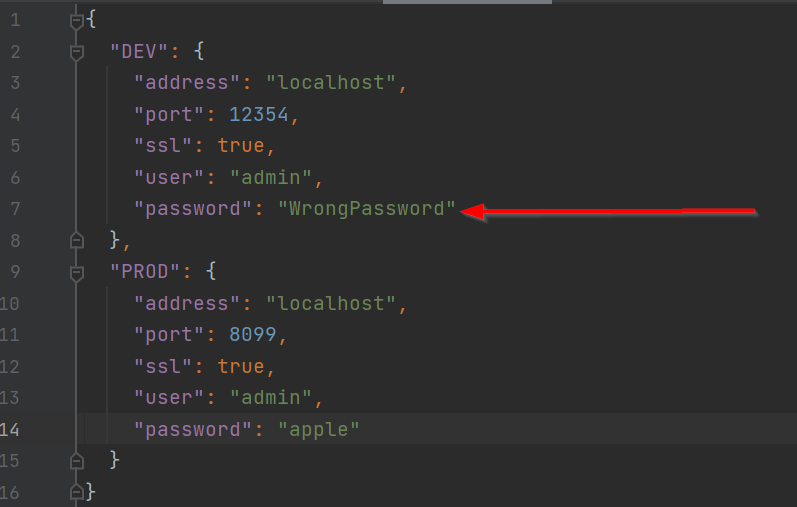 1 {
2 "DEV": {
3 "address": "localhost",
4 "port": 12354,
5 "ssl": true,
6 "user": "admin",
7 "password": "WrongPassword"
8 },
9 "PROD": {
10 "address": "localhost",
11 "port": 8099,
12 "ssl": true,
13 "user": "admin",
14 "password": "apple"
15 }
16 }